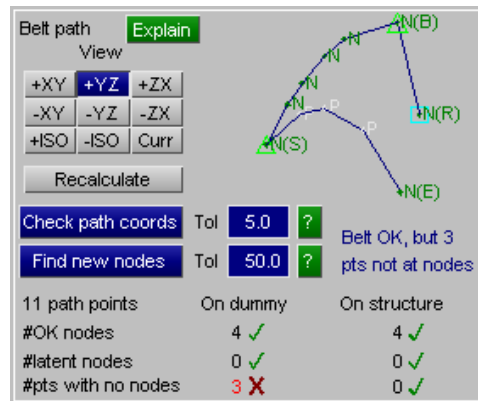 Belt path Explain
View
+XY +YZ +ZX
-XY -YZ -ZX
+ISO -ISO Curr
Recalculate
N(B)
N
N
N
N
P
P
P
N(R)
N(S)
N(E)
Check path coords Tol 5.0 ?
Find new nodes Tol 50.0 ?
Belt OK, but 3
pts not at nodes
11 path points On dummy On structure
#OK nodes 4 ✓ 4 ✓
#latent nodes 0 ✓ 0 ✓
#pts with no nodes 3 X 0 ✓